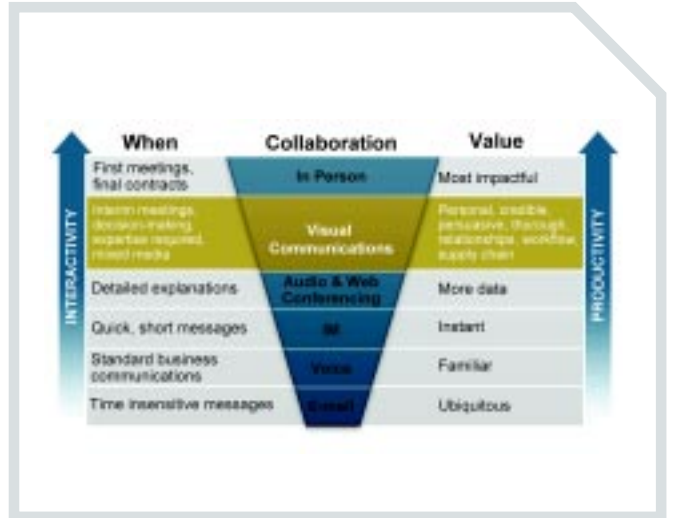 When Collaboration Value
First meetings,
final contracts
In Person
Most impactful
Interim meetings,
decision-making,
expertise required,
mixed media
Visual
Communications
Personal, credible,
persuasive, thorough,
relationships, workflow,
supply chain
Detailed explanations
Audio & Web
Conferencing
More data
Quick, short messages
IM
Instant
Standard business
communications
Voice
Familiar
Time insensitive messages
E-mail
Ubiquitous
INTERACTIVITY
PRODUCTIVITY